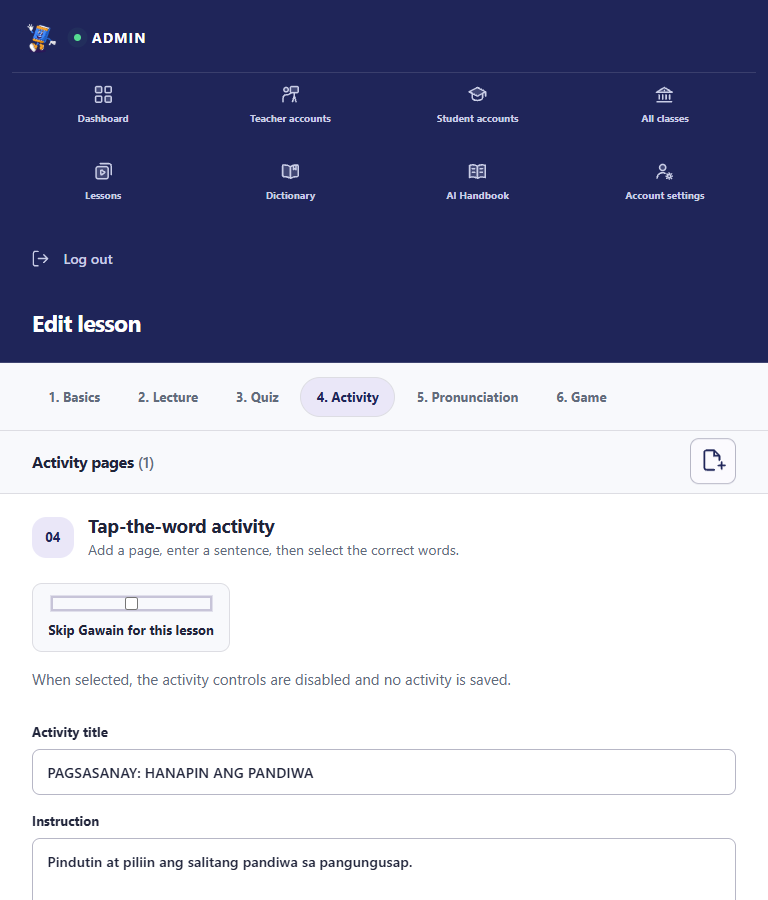 ADMIN
Dashboard
Teacher accounts
Student accounts
All classes
Lessons
Dictionary
AI Handbook
Account settings
Log out
Edit lesson
1. Basics
2. Lecture
3. Quiz
4. Activity
5. Pronunciation
6. Game
Activity pages (1)
04
Tap-the-word activity
Add a page, enter a sentence, then select the correct words.
Skip Gawain for this lesson
When selected, the activity controls are disabled and no activity is saved.
Activity title
PAGSASANAY: HANAPIN ANG PANDIWA
Instruction
Pindutin at piliin ang salitang pandiwa sa pangungusap.